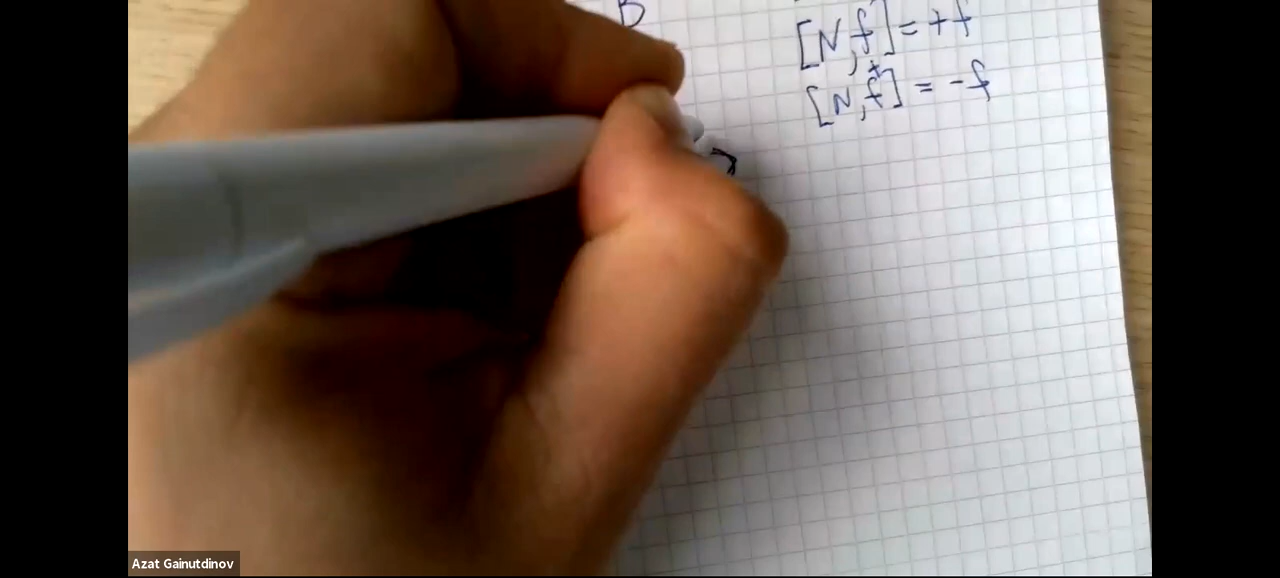 B
[N, f] = +f
[N, f⁺] = -f
Azat Gainutdinov